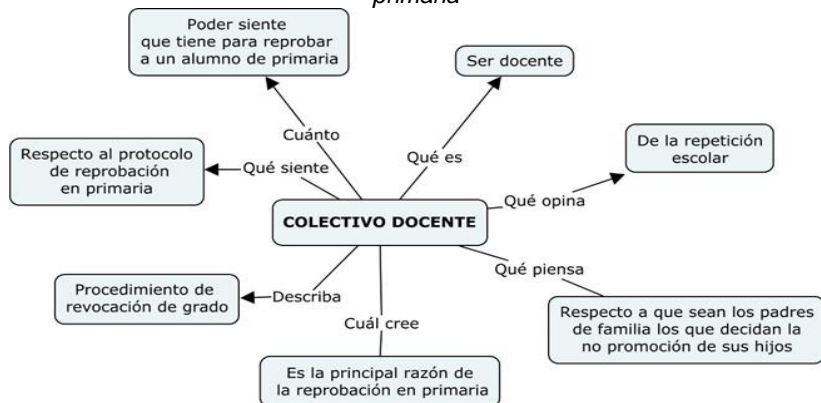 primaria
Poder siente
que tiene para reprobar
a un alumno de primaria
Ser docente
Cuánto
Qué es
De la repetición
escolar
Respecto al protocolo
de reprobación
en primaria
Qué siente
Qué opina
COLECTIVO DOCENTE
Qué piensa
Procedimiento de
revocación de grado
Describa
Respecto a que sean los padres
de familia los que decidan la
no promoción de sus hijos
Cuál cree
Es la principal razón de
la reprobación en primaria